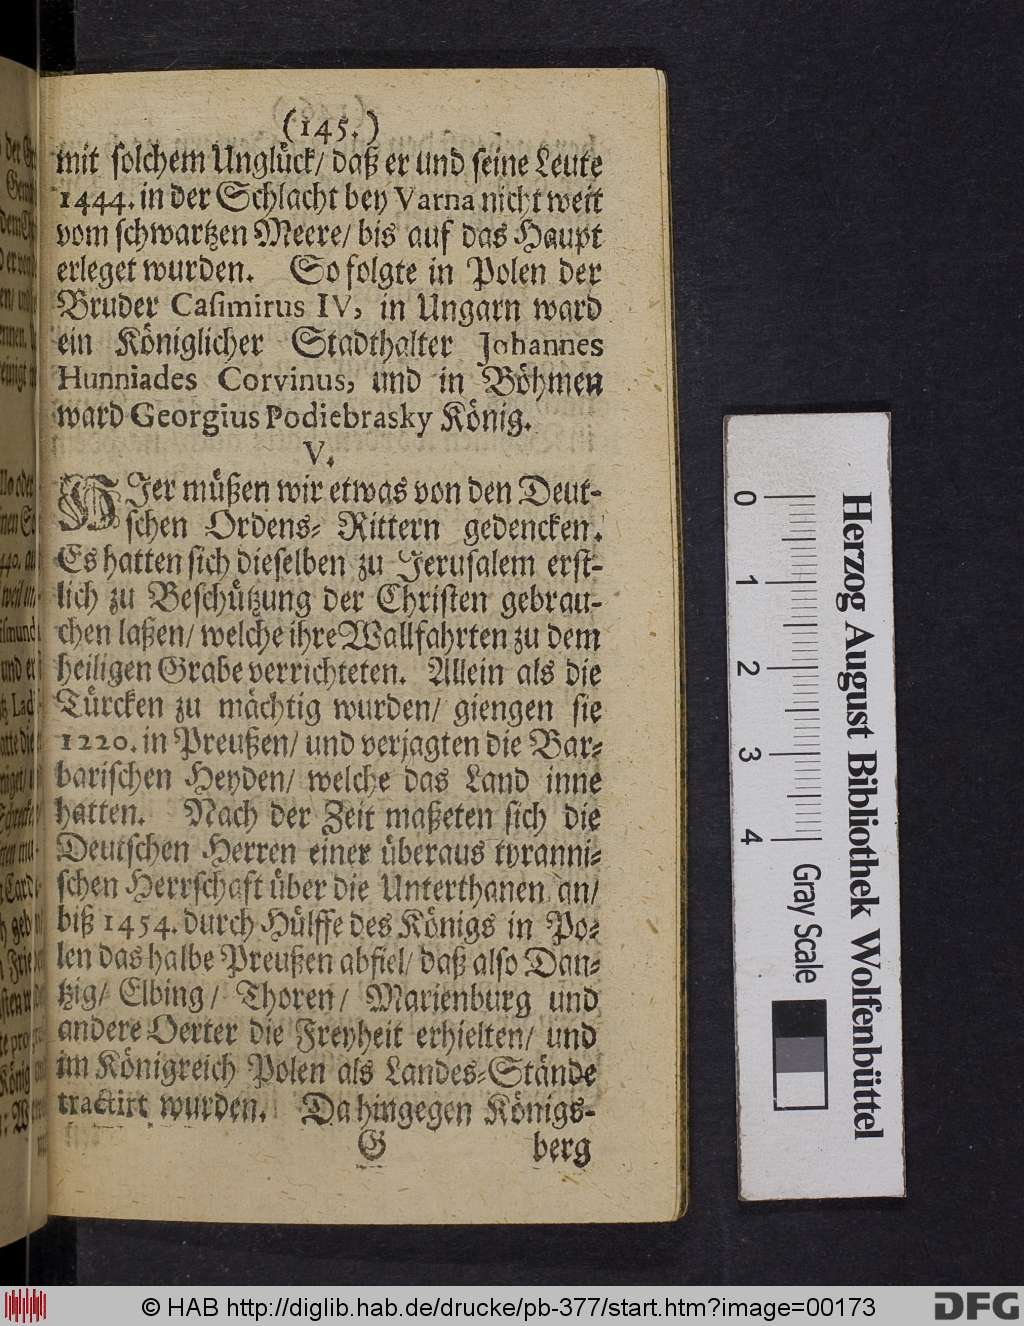 (145.)
mit solchem Unglück/ daß er und seine Leute
1444. in der Schlacht bey Varna nicht weit
vom schwartzen Meere/ bis auf das Haupt
erleget wurden. So folgte in Polen der
Bruder Casimirus IV, in Ungarn ward
ein Königlicher Stadthalter Johannes
Hunniades Corvinus, und in Böhmen
ward Georgius Podiebrasky König.
V.
HIer müßen wir etwas von den Deut-
schen Ordens-Rittern gedencken.
Es hatten sich dieselben zu Jerusalem erst-
lich zu Beschützung der Christen gebrau-
chen laßen/ welche ihre Wallfahrten zu dem
heiligen Grabe verrichteten. Allein als die
Türcken zu mächtig wurden/ giengen sie
1220. in Preußen/ und verjagten die Bar-
barischen Heyden/ welche das Land inne
hatten. Nach der Zeit maßeten sich die
Deutschen Herren einer überaus tyranni-
schen Herrschaft über die Unterthanen an/
biß 1454. durch Hülffe des Königs in Po-
len das halbe Preußen abfiel/ daß also Dan-
tzig/ Elbing/ Thoren/ Marienburg und
andere Oerter die Freyheit erhielten/ und
im Königreich Polen als Landes-Stände
tractirt wurden. Da hingegen Königs-
G berg
0 1 2 3 4
Gray Scale
Herzog August Bibliothek Wolfenbüttel
© HAB http://diglib.hab.de/drucke/pb-377/start.htm?image=00173
DFG